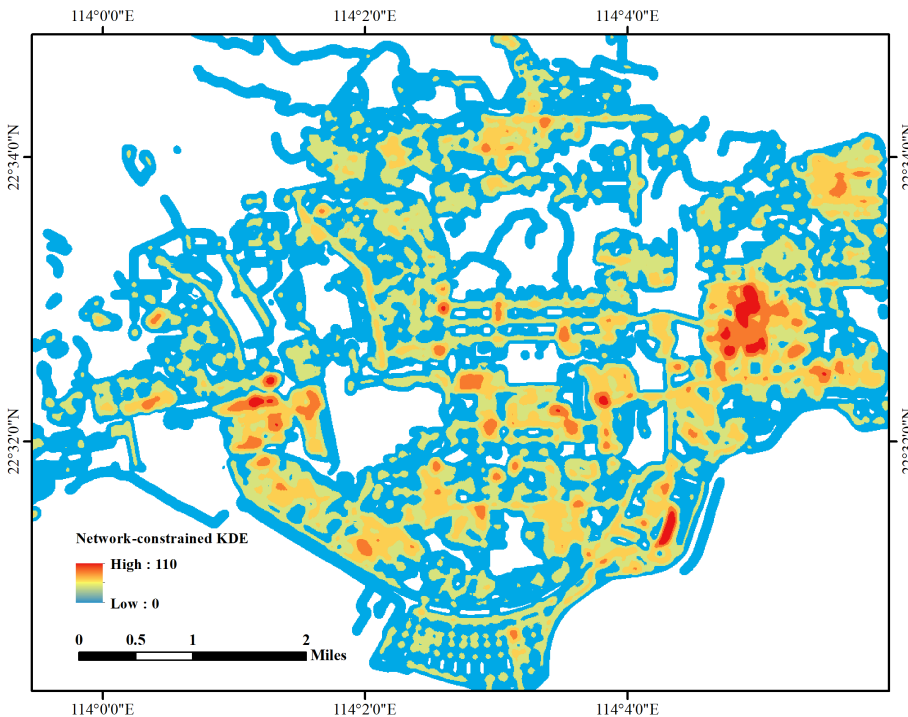 114°0'0"E 114°2'0"E 114°4'0"E
22°34'0"N 22°34'0"N
22°32'0"N 22°32'0"N
Network-constrained KDE
High : 110
Low : 0
0 0.5 1 2
Miles
114°0'0"E 114°2'0"E 114°4'0"E